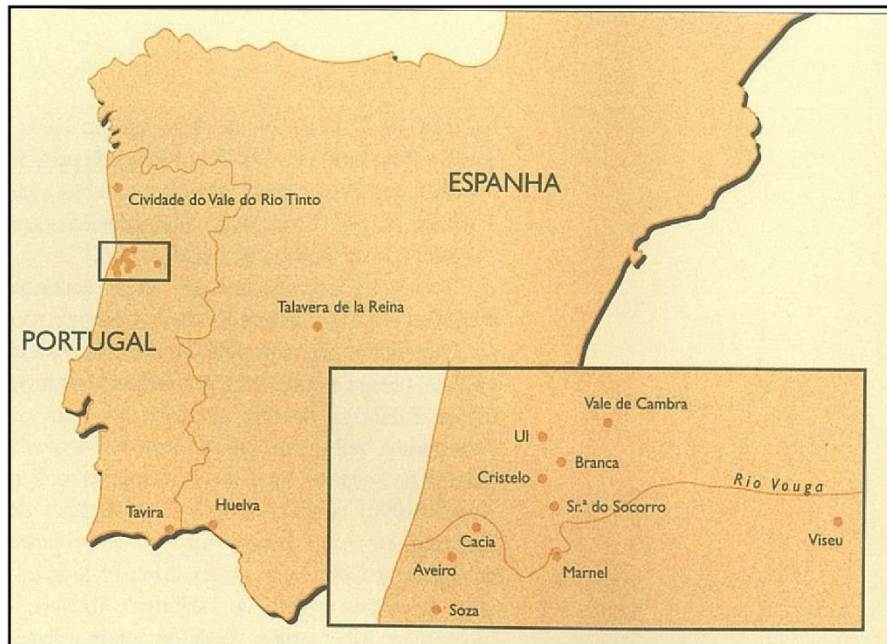 ESPANHA
Cividade do Vale do Rio Tinto
Talavera de la Reina
PORTUGAL
Tavira
Huelva
Vale de Cambra
Ul
Branca
Cristelo
Rio Vouga
Sr.ª do Socorro
Cacia
Viseu
Aveiro
Marnel
Soza